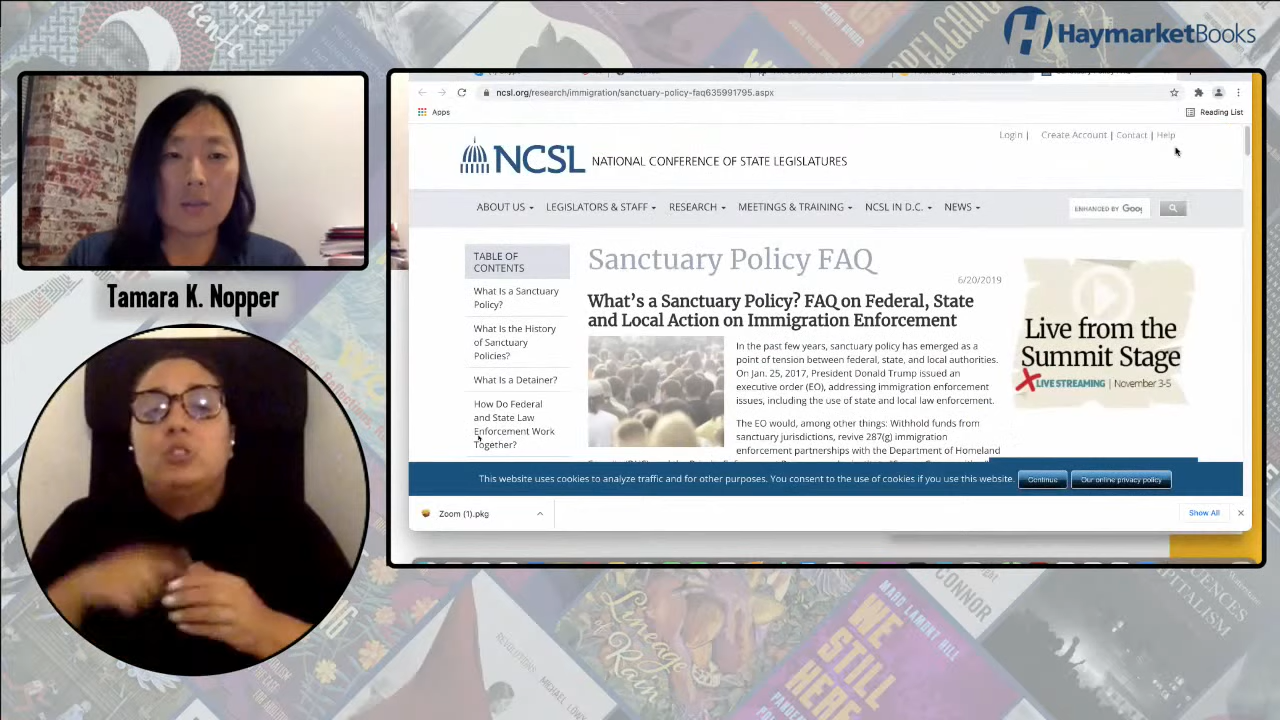 HaymarketBooks
ncsl.org/research/immigration/sanctuary-policy-faq635991795.aspx
Apps
Reading List
Login | Create Account | Contact | Help
NCSL NATIONAL CONFERENCE OF STATE LEGISLATURES
ABOUT US LEGISLATORS & STAFF RESEARCH MEETINGS & TRAINING NCSL IN D.C. NEWS
ENHANCED BY Goo
TABLE OF
CONTENTS
What Is a Sanctuary
Policy?
What Is the History
of Sanctuary
Policies?
What Is a Detainer?
How Do Federal
and State Law
Enforcement Work
Together?
Sanctuary Policy FAQ
6/20/2019
What's a Sanctuary Policy? FAQ on Federal, State
and Local Action on Immigration Enforcement
In the past few years, sanctuary policy has emerged as a
point of tension between federal, state, and local authorities.
On Jan. 25, 2017, President Donald Trump issued an
executive order (EO), addressing immigration enforcement
issues, including the use of state and local law enforcement.
The EO would, among other things: Withhold funds from
sanctuary jurisdictions, revive 287(g) immigration
enforcement partnerships with the Department of Homeland
Live from the
Summit Stage
LIVE STREAMING | November 3-5
This website uses cookies to analyze traffic and for other purposes. You consent to the use of cookies if you use this website.
Continue
Our online privacy policy
Zoom (1).pkg
Show All
Tamara K. Nopper
Lineage
of Rain
MARC LAMONT HILL
WE
STILL
HERE
CONNOR